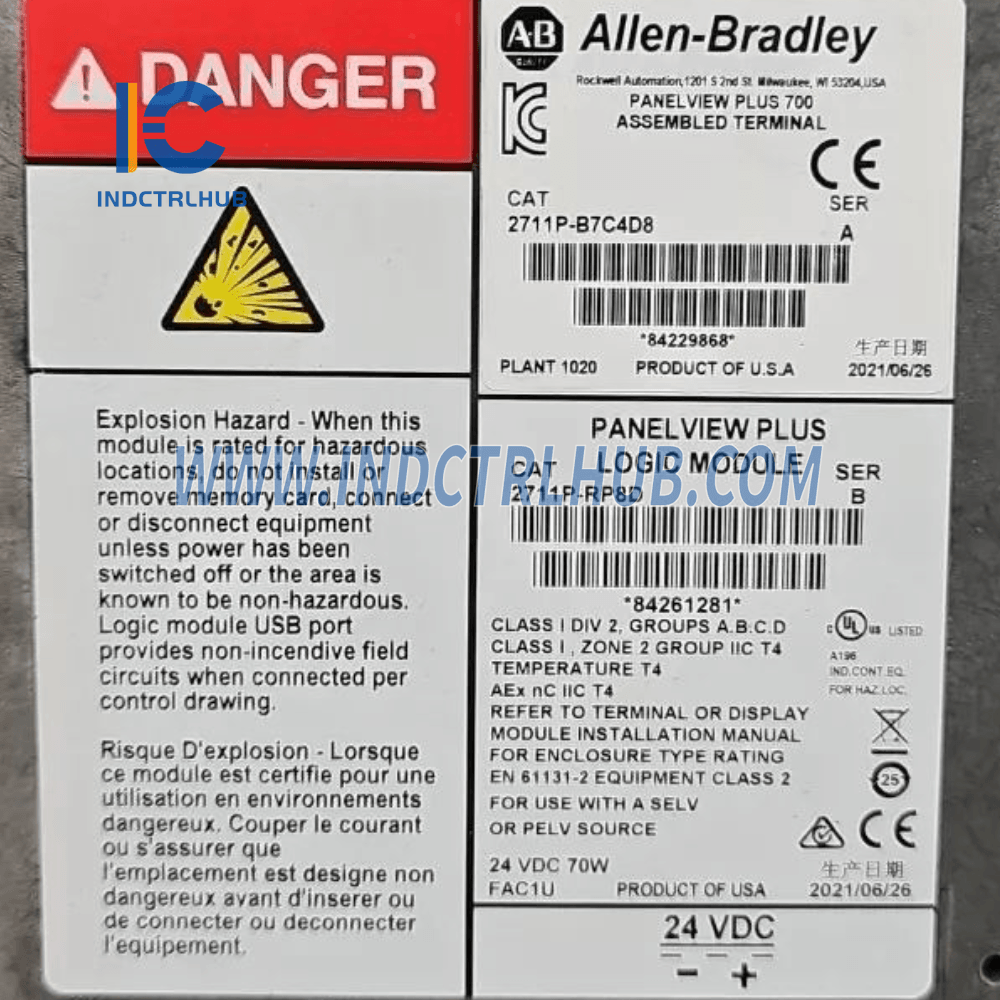 DANGER
IC
INDCTRLHUB
Explosion Hazard - When this
module is rated for hazardous
locations, do not install or
remove memory card, connect
or disconnect equipment
unless power has been
switched off or the area is
known to be non-hazardous.
Logic module USB port
provides non-incendive field
circuits when connected per
control drawing.
Risque D'explosion - Lorsque
ce module est certifie pour une
utilisation en environnements
dangereux. Couper le courant
ou s'assurer que
l'emplacement est designe non
dangereux avant d'inserer ou
de connecter ou deconnecter
l'equipement.
A-B
QUALITY
Allen-Bradley
Rockwell Automation,1201 S 2nd St. Milwaukee, WI 53204,USA
PANELVIEW PLUS 700
ASSEMBLED TERMINAL
CE
CAT
SER
2711P-B7C4D8
A
*84229868*
生产日期
PLANT 1020 PRODUCT OF U.S.A
2021/06/26
PANELVIEW PLUS
LOGIC MODULE
CAT
SER
2711P-RP8D
B
WWW.INDCTRLHUB.COM
*84261281*
CLASS I DIV 2, GROUPS A.B.C.D
CLASS I , ZONE 2 GROUP IIC T4
TEMPERATURE T4
AEx nC IIC T4
REFER TO TERMINAL OR DISPLAY
MODULE INSTALLATION MANUAL
FOR ENCLOSURE TYPE RATING
EN 61131-2 EQUIPMENT CLASS 2
FOR USE WITH A SELV
OR PELV SOURCE
C UL US LISTED
A196
IND.CONT.EQ.
FOR HAZ.LOC.
25
CE
24 VDC 70W
生产日期
FAC1U PRODUCT OF USA
2021/06/26
24 VDC
- +